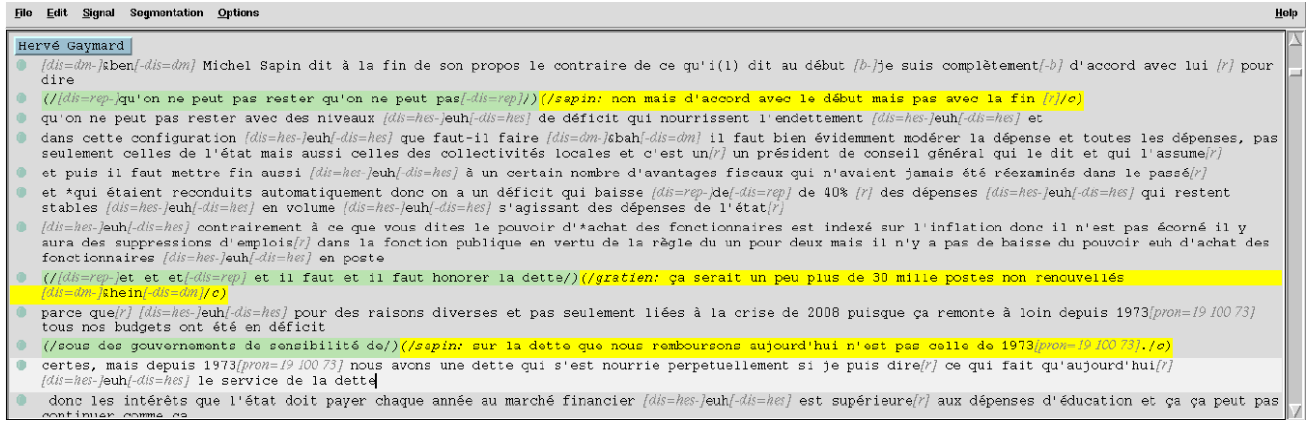 File Edit Signal Segmentation Options Help
Hervé Gaymard
[dis=dm-]&ben[-dis=dm] Michel Sapin dit à la fin de son propos le contraire de ce qu'i(l) dit au début [b-]je suis complètement[-b] d'accord avec lui [r] pour
dire
(/[dis=rep-]qu'on ne peut pas rester qu'on ne peut pas[-dis=rep]/)(/sapin: non mais d'accord avec le début mais pas avec la fin [r]/c)
qu'on ne peut pas rester avec des niveaux [dis=hes-]euh[-dis=hes] de déficit qui nourrissent l'endettement [dis=hes-]euh[-dis=hes] et
dans cette configuration [dis=hes-]euh[-dis=hes] que faut-il faire [dis=dm-]&bah[-dis=dm] il faut bien évidemment modérer la dépense et toutes les dépenses, pas
seulement celles de l'état mais aussi celles des collectivités locales et c'est un[r] un président de conseil général qui le dit et qui l'assume[r]
et puis il faut mettre fin aussi [dis=hes-]euh[-dis=hes] à un certain nombre d'avantages fiscaux qui n'avaient jamais été réexaminés dans le passé[r]
et *qui étaient reconduits automatiquement donc on a un déficit qui baisse [dis=rep-]de[-dis=rep] de 40% [r] des dépenses [dis=hes-]euh[-dis=hes] qui restent
stables [dis=hes-]euh[-dis=hes] en volume [dis=hes-]euh[-dis=hes] s'agissant des dépenses de l'état[r]
[dis=hes-]euh[-dis=hes] contrairement à ce que vous dites le pouvoir d'*achat des fonctionnaires est indexé sur l'inflation donc il n'est pas écorné il y
aura des suppressions d'emplois[r] dans la fonction publique en vertu de la règle du un pour deux mais il n'y a pas de baisse du pouvoir euh d'achat des
fonctionnaires [dis=hes-]euh[-dis=hes] en poste
(/[dis=rep-]et et et[-dis=rep] et il faut et il faut honorer la dette/)(/gratien: ça serait un peu plus de 30 mille postes non renouvellés
[dis=dm-]&hein[-dis=dm]/c)
parce que[r] [dis=hes-]euh[-dis=hes] pour des raisons diverses et pas seulement liées à la crise de 2008 puisque ça remonte à loin depuis 1973[pron=19 100 73]
tous nos budgets ont été en déficit
(/sous des gouvernements de sensibilité de/)(/sapin: sur la dette que nous remboursons aujourd'hui n'est pas celle de 1973[pron=19 100 73]./c)
certes, mais depuis 1973[pron=19 100 73] nous avons une dette qui s'est nourrie perpetuellement si je puis dire[r] ce qui fait qu'aujourd'hui[r]
[dis=hes-]euh[-dis=hes] le service de la dette
donc les intérêts que l'état doit payer chaque année au marché financier [dis=hes-]euh[-dis=hes] est supérieure[r] aux dépenses d'éducation et ça ça peut pas
continuer comme ça